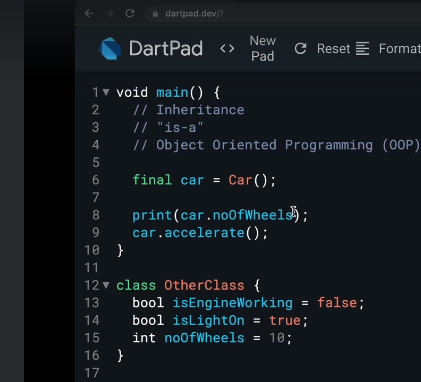 dartpad.dev/?
DartPad <> New Pad Reset Format
1 void main() {
2 // Inheritance
3 // "is-a"
4 // Object Oriented Programming (OOP)
5
6 final car = Car();
7
8 print(car.noOfWheels);
9 car.accelerate();
10 }
11
12 class OtherClass {
13 bool isEngineWorking = false;
14 bool isLightOn = true;
15 int noOfWheels = 10;
16 }
17